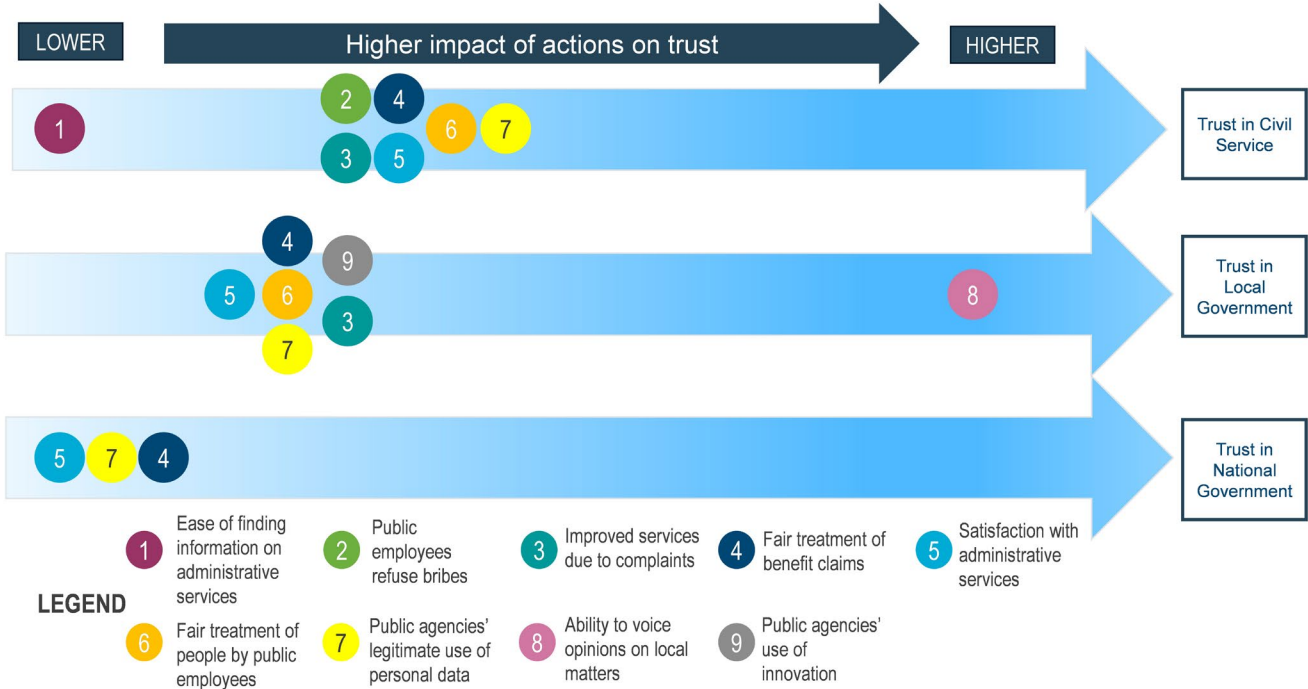 LOWER
Higher impact of actions on trust
HIGHER
2
4
1
6
7
3
5
Trust in Civil
Service
4
9
5
6
8
3
7
Trust in
Local
Government
5
7
4
Trust in
National
Government
LEGEND
1
Ease of finding
information on
administrative
services
2
Public
employees
refuse bribes
3
Improved services
due to complaints
4
Fair treatment of
benefit claims
5
Satisfaction with
administrative
services
6
Fair treatment of
people by public
employees
7
Public agencies'
legitimate use of
personal data
8
Ability to voice
opinions on local
matters
9
Public agencies'
use of
innovation